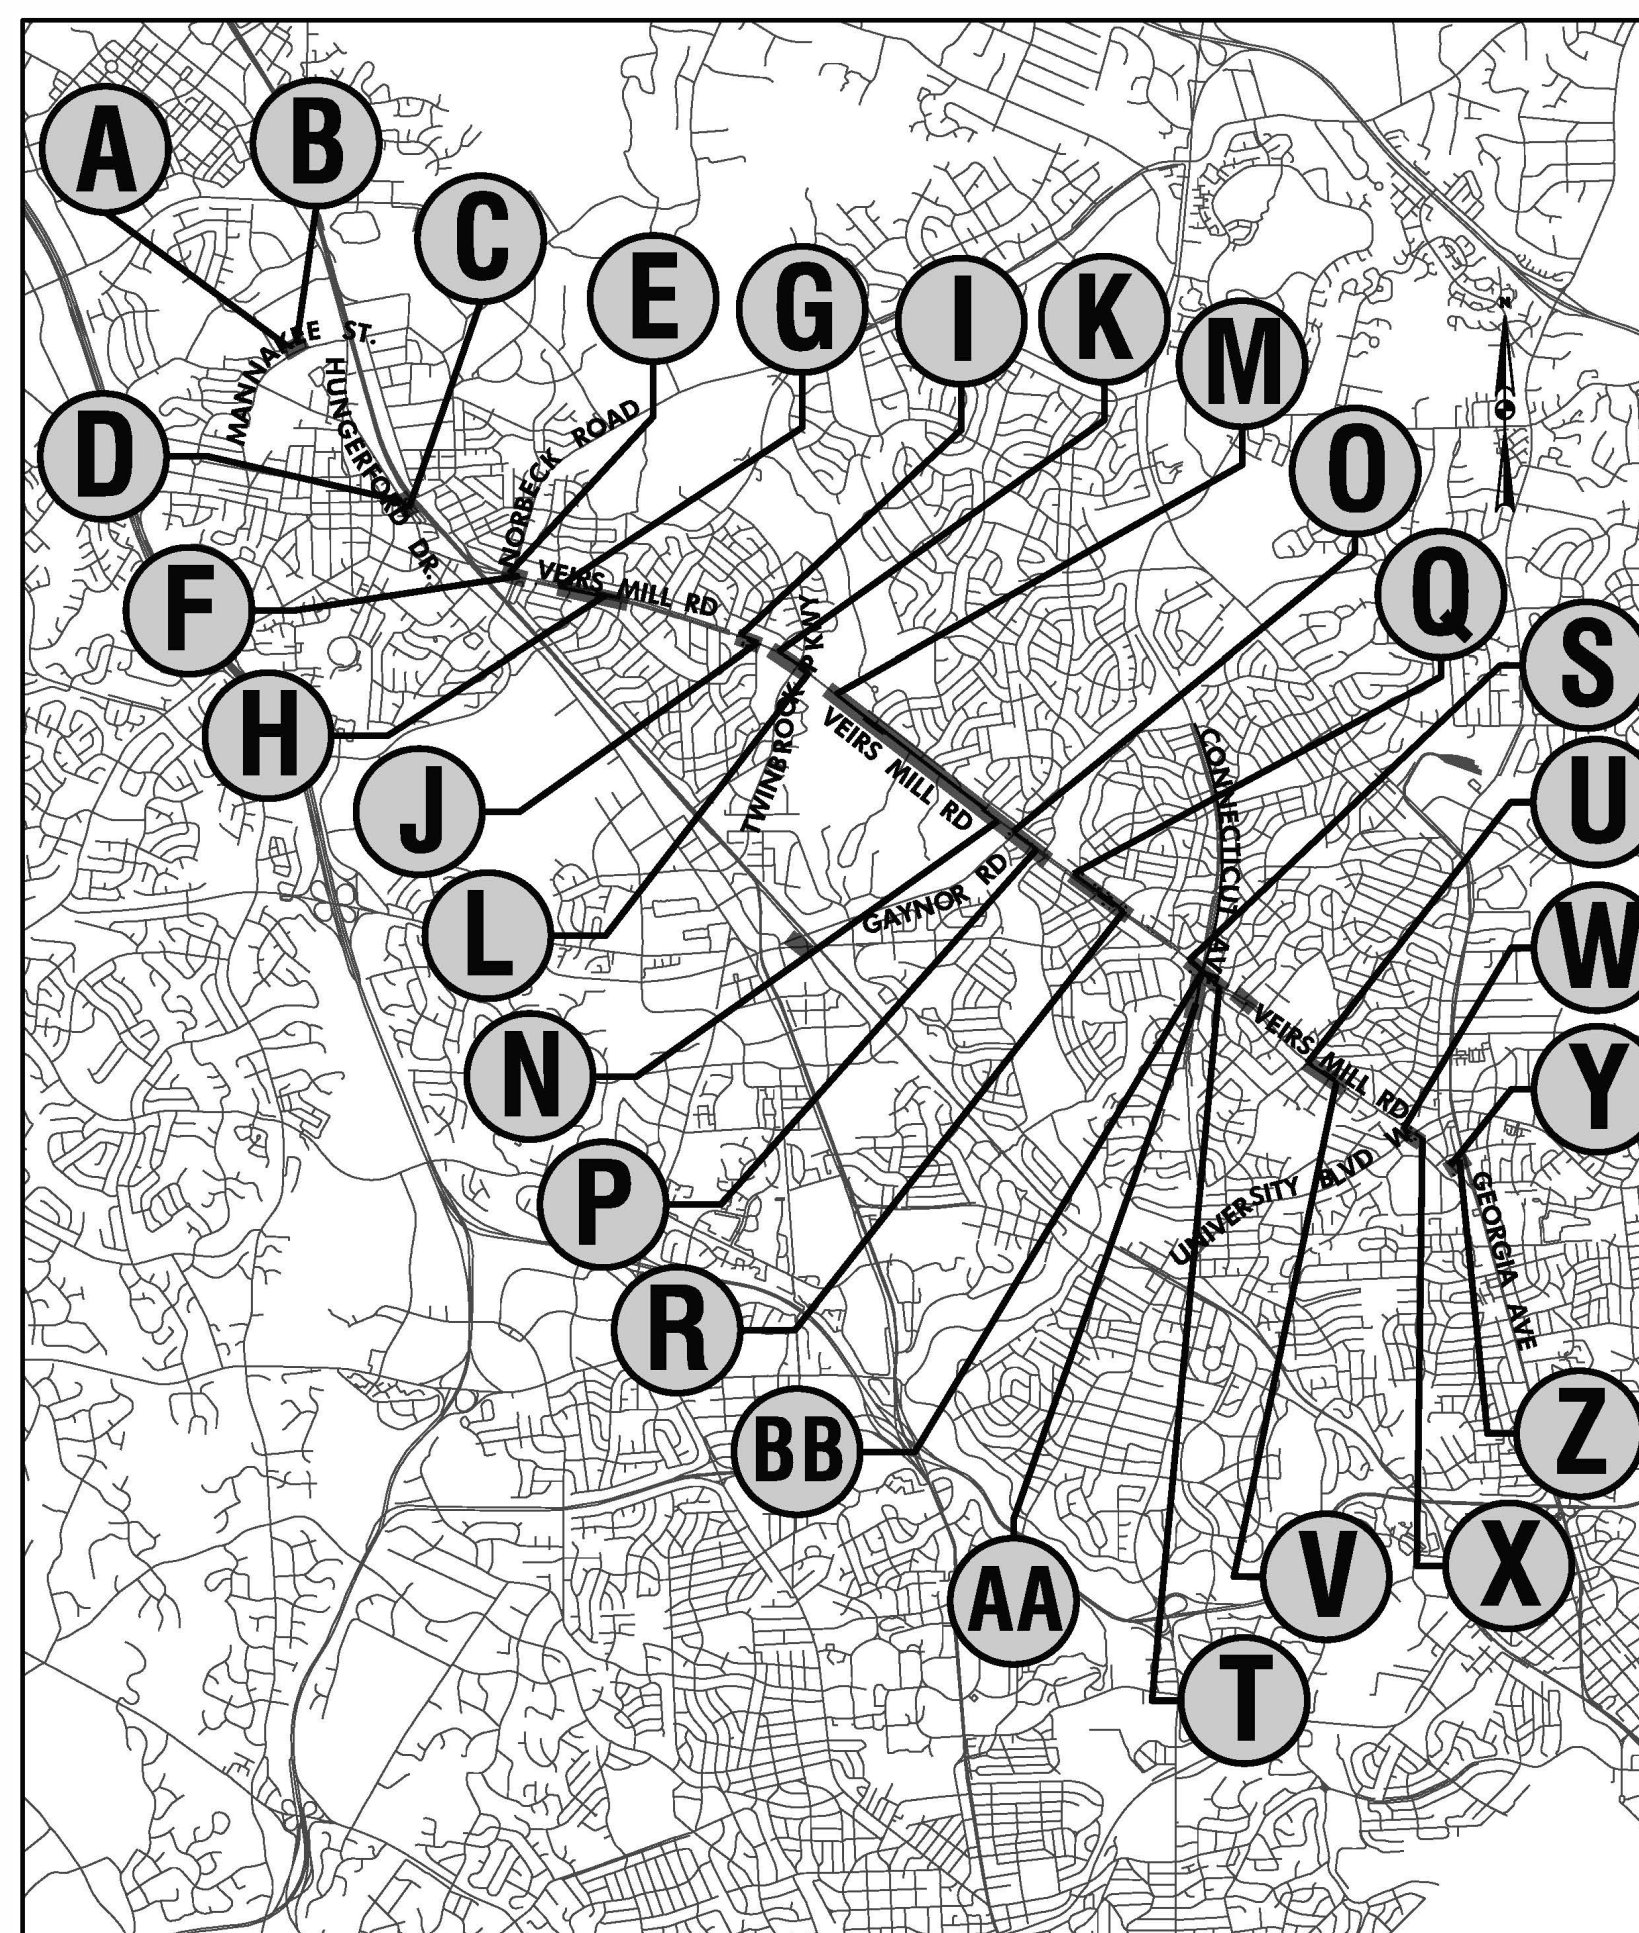 A
B
C
E
G
I
K
M
O
Q
S
U
W
Y
D
F
H
J
L
N
P
R
BB
AA
T
V
X
Z
N
MANNAKEE ST.
HUNGERFORD DR.
NORBECK ROAD
VEIRS MILL RD
TWINBROOK PKWY
VEIRS MILL RD
GAYNOR RD
CONNECTICUT AVE
VEIRS MILL RD
UNIVERSITY BLVD W
GEORGIA AVE